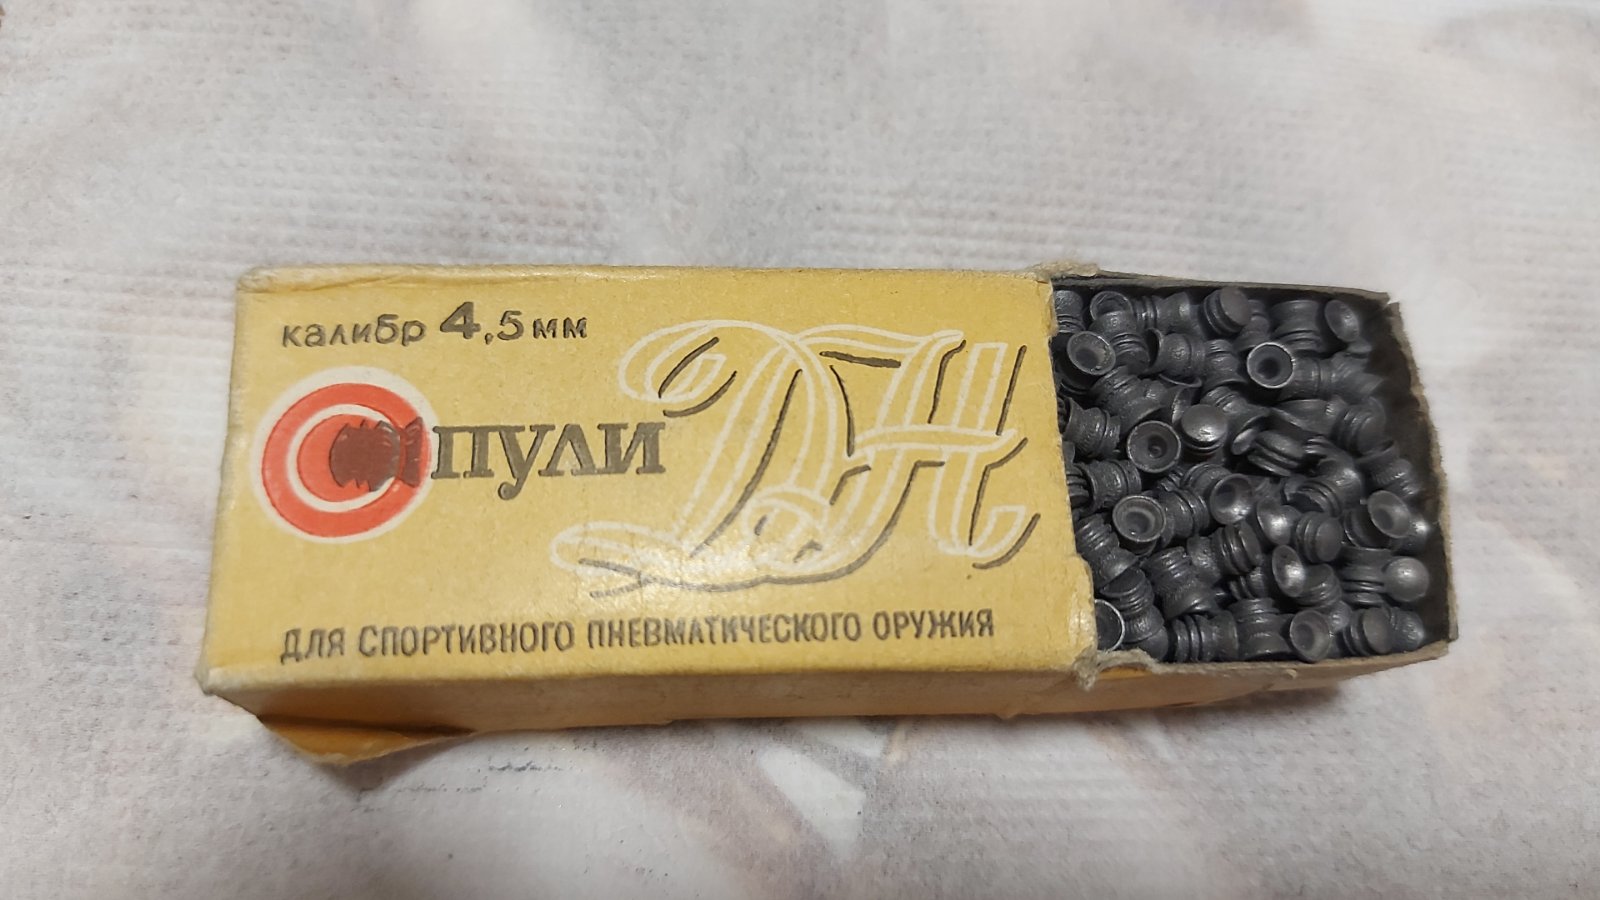 калибр 4,5 мм
ПУЛИ ДН
ДЛЯ СПОРТИВНОГО ПНЕВМАТИЧЕСКОГО ОРУЖИЯ